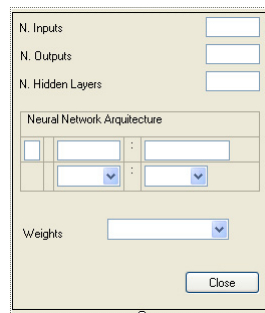 N. Inputs
N. Outputs
N. Hidden Layers
Neural Network Arquitecture
:
:
Weights
Close